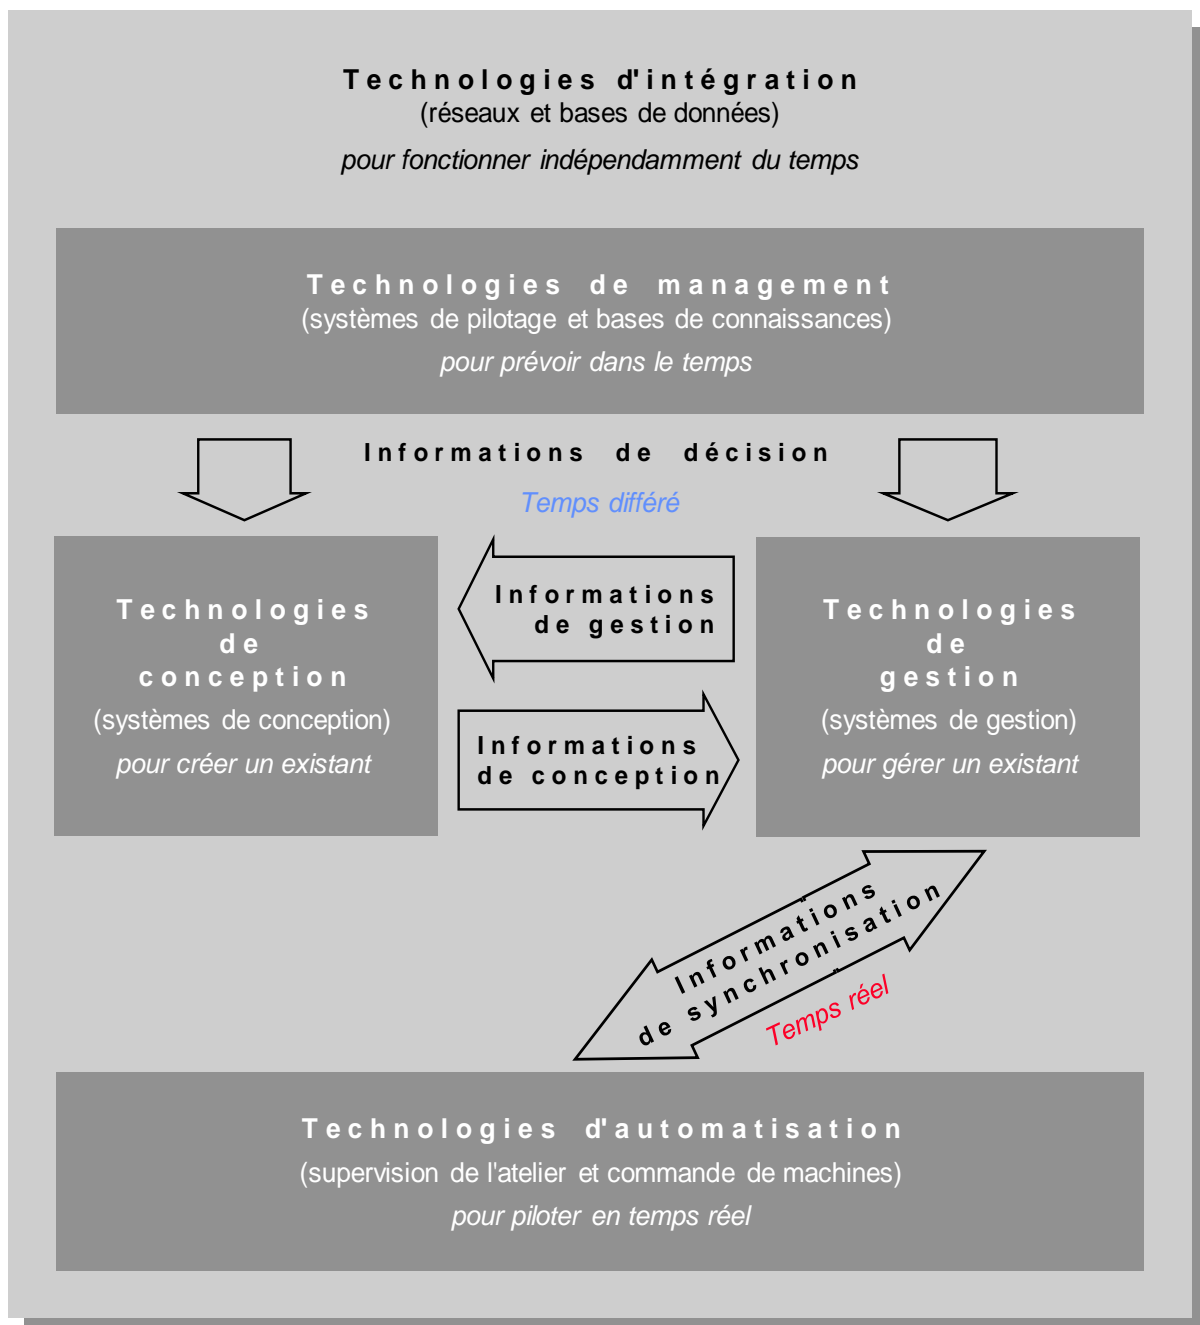 Technologies d'intégration
(réseaux et bases de données)
pour fonctionner indépendamment du temps
Technologies de management
(systèmes de pilotage et bases de connaissances)
pour prévoir dans le temps
Informations de décision
Temps différé
Technologies
de
conception
(systèmes de conception)
pour créer un existant
Informations
de gestion
Informations
de conception
Technologies
de
gestion
(systèmes de gestion)
pour gérer un existant
Informations
de synchronisation
Temps réel
Technologies d'automatisation
(supervision de l'atelier et commande de machines)
pour piloter en temps réel